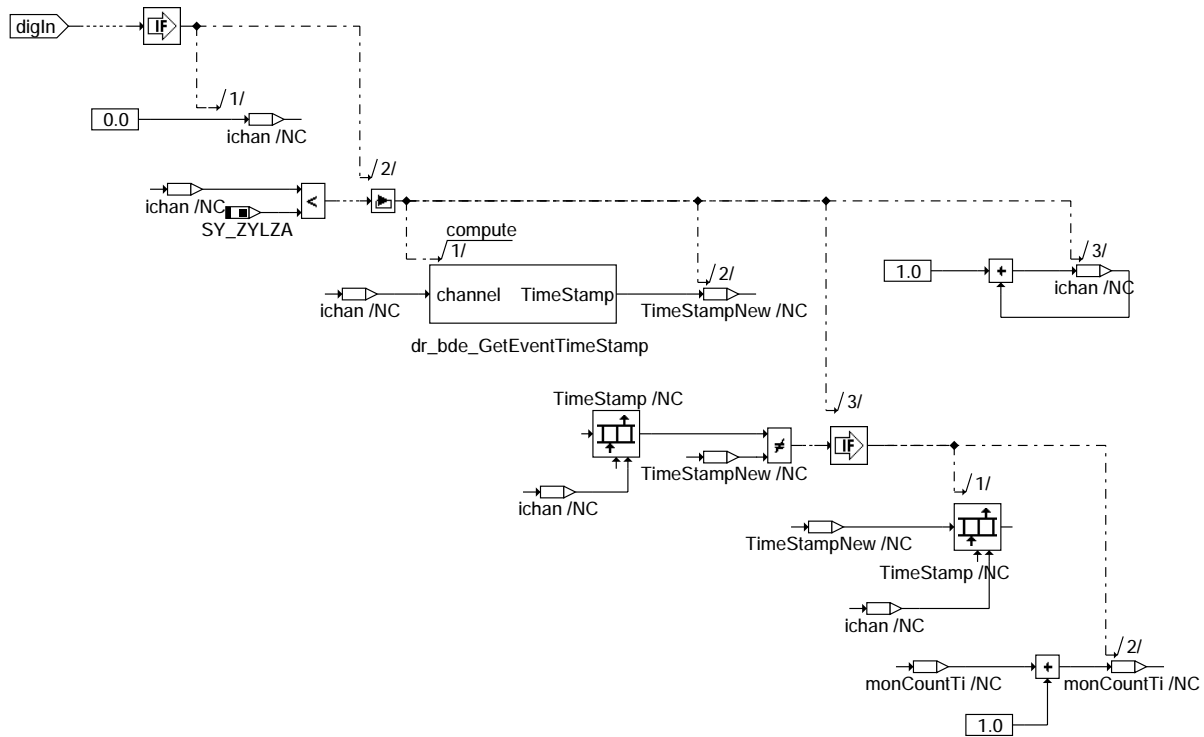 digIn
IF
/1/
0.0
ichan /NC
/2/
ichan /NC
<
SY_ZYLZA
compute
/1/
/2/
/3/
1.0
+
ichan /NC
channel TimeStamp
ichan /NC
TimeStampNew /NC
dr_bde_GetEventTimeStamp
TimeStamp /NC
/3/
≠
IF
TimeStampNew /NC
ichan /NC
/1/
TimeStampNew /NC
TimeStamp /NC
ichan /NC
/2/
+
monCountTi /NC
monCountTi /NC
1.0